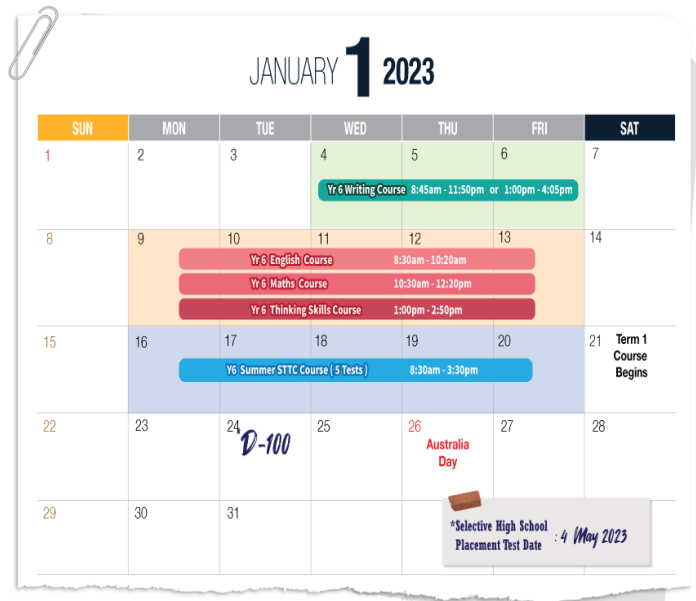 JANUARY 1 2023
SUN MON TUE WED THU FRI SAT
1 2 3 4 5 6 7
Yr 6 Writing Course 8:45am - 11:50pm or 1:00pm - 4:05pm
8 9 10 11 12 13 14
Yr 6 English Course 8:30am - 10:20am
Yr 6 Maths Course 10:30am - 12:20pm
Yr 6 Thinking Skills Course 1:00pm - 2:50pm
15 16 17 18 19 20 21 Term 1
Course
Begins
Y6 Summer STTC Course ( 5 Tests ) 8:30am - 3:30pm
22 23 24 25 26 27 28
D-100
Australia
Day
29 30 31
*Selective High School
Placement Test Date : 4 May 2023